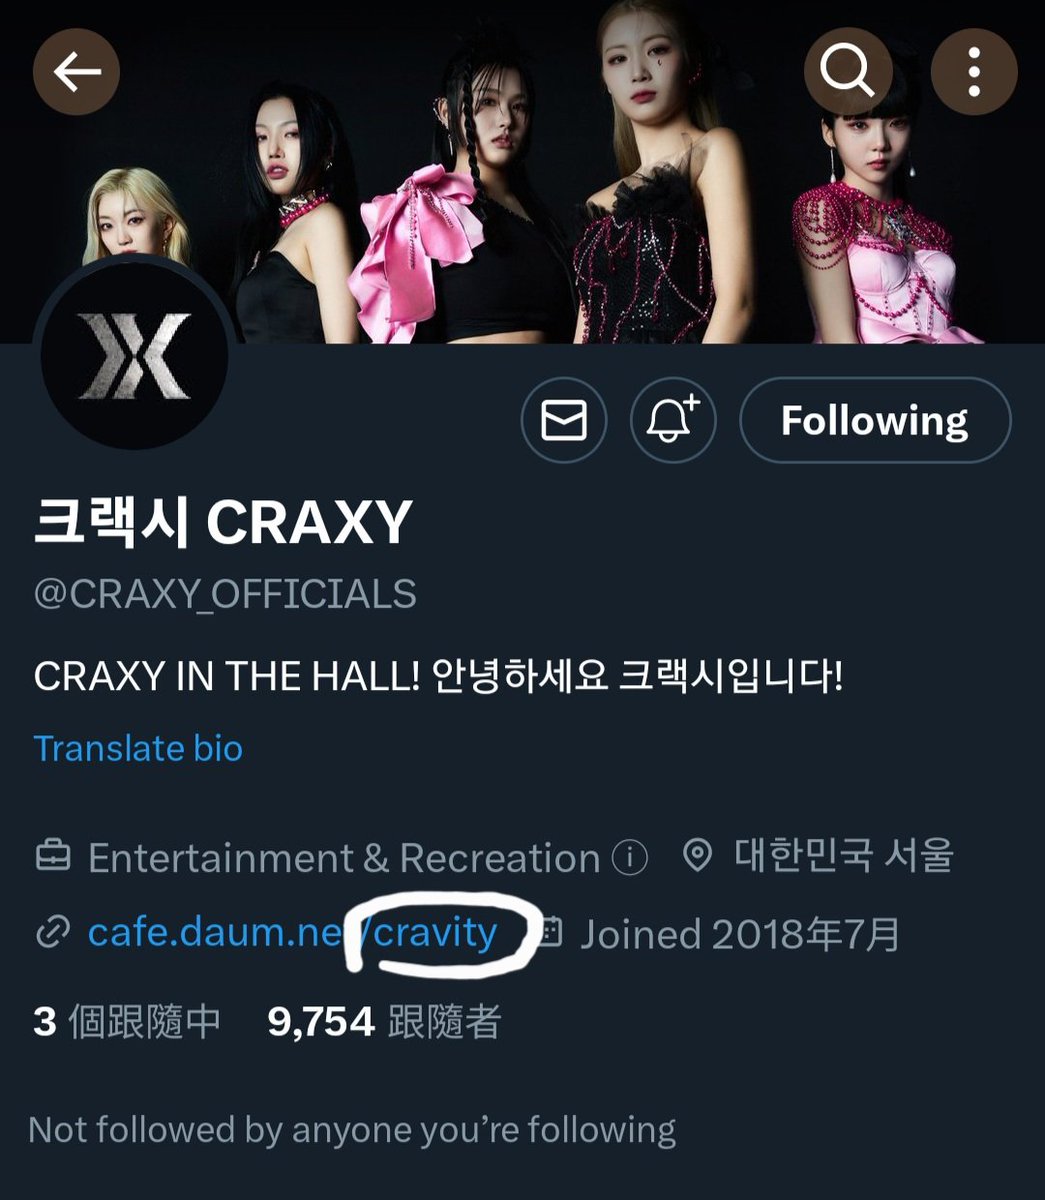 Following
크랙시 CRAXY
@CRAXY_OFFICIALS
CRAXY IN THE HALL! 안녕하세요 크랙시입니다!
Translate bio
Entertainment & Recreation 대한민국 서울
cafe.daum.ne/cravity Joined 2018年7月
3 個跟隨中 9,754 跟隨者
Not followed by anyone you’re following